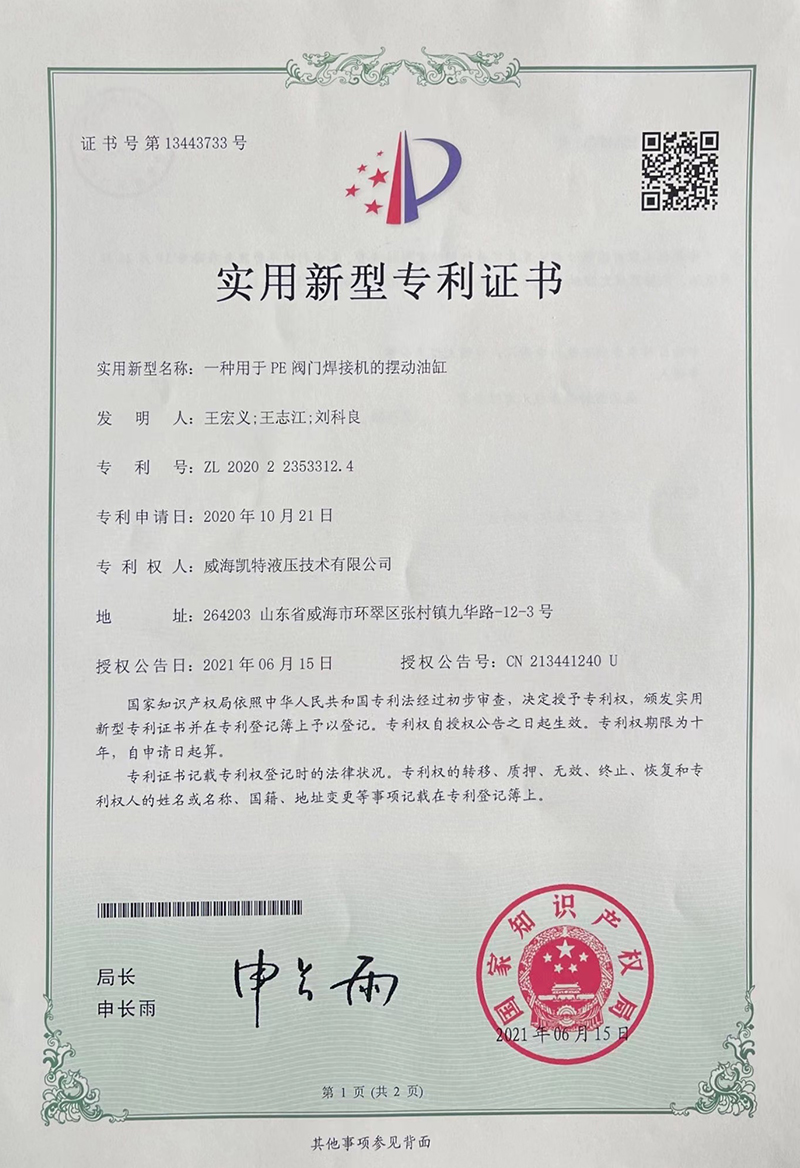 证书号第13443733号
实用新型专利证书
实用新型名称：一种用于PE阀门焊接机的摆动油缸
发明人：王宏义;王志江;刘科良
专利号：ZL 2020 2 2353312.4
专利申请日：2020年10月21日
专利权人：威海凯特液压技术有限公司
地址：264203 山东省威海市环翠区张村镇九华路-12-3号
授权公告日：2021年06月15日 授权公告号：CN 213441240 U
国家知识产权局依照中华人民共和国专利法经过初步审查，决定授予专利权，颁发实用
新型专利证书并在专利登记簿上予以登记。专利权自授权公告之日起生效。专利权期限为十
年，自申请日起算。
专利证书记载专利权登记时的法律状况。专利权的转移、质押、无效、终止、恢复和专
利权人的姓名或名称、国籍、地址变更等事项记载在专利登记簿上。
局长
申长雨
申长雨
国家知识产权局
2021年06月15日
第1页(共2页)
其他事项参见背面